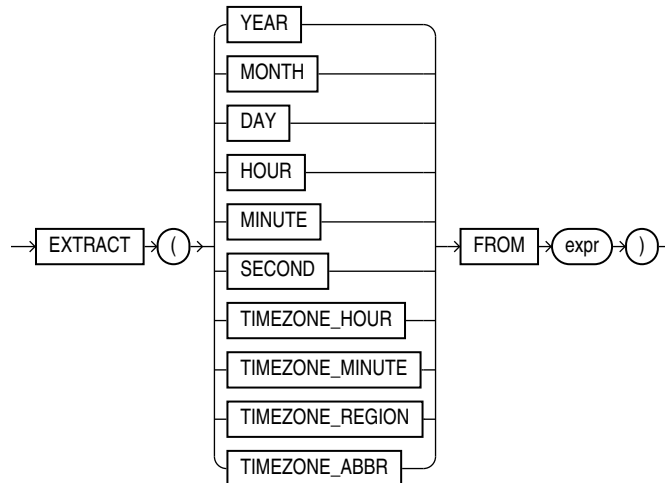 YEAR
MONTH
DAY
HOUR
MINUTE
EXTRACT ( FROM expr )
SECOND
TIMEZONE_HOUR
TIMEZONE_MINUTE
TIMEZONE_REGION
TIMEZONE_ABBR